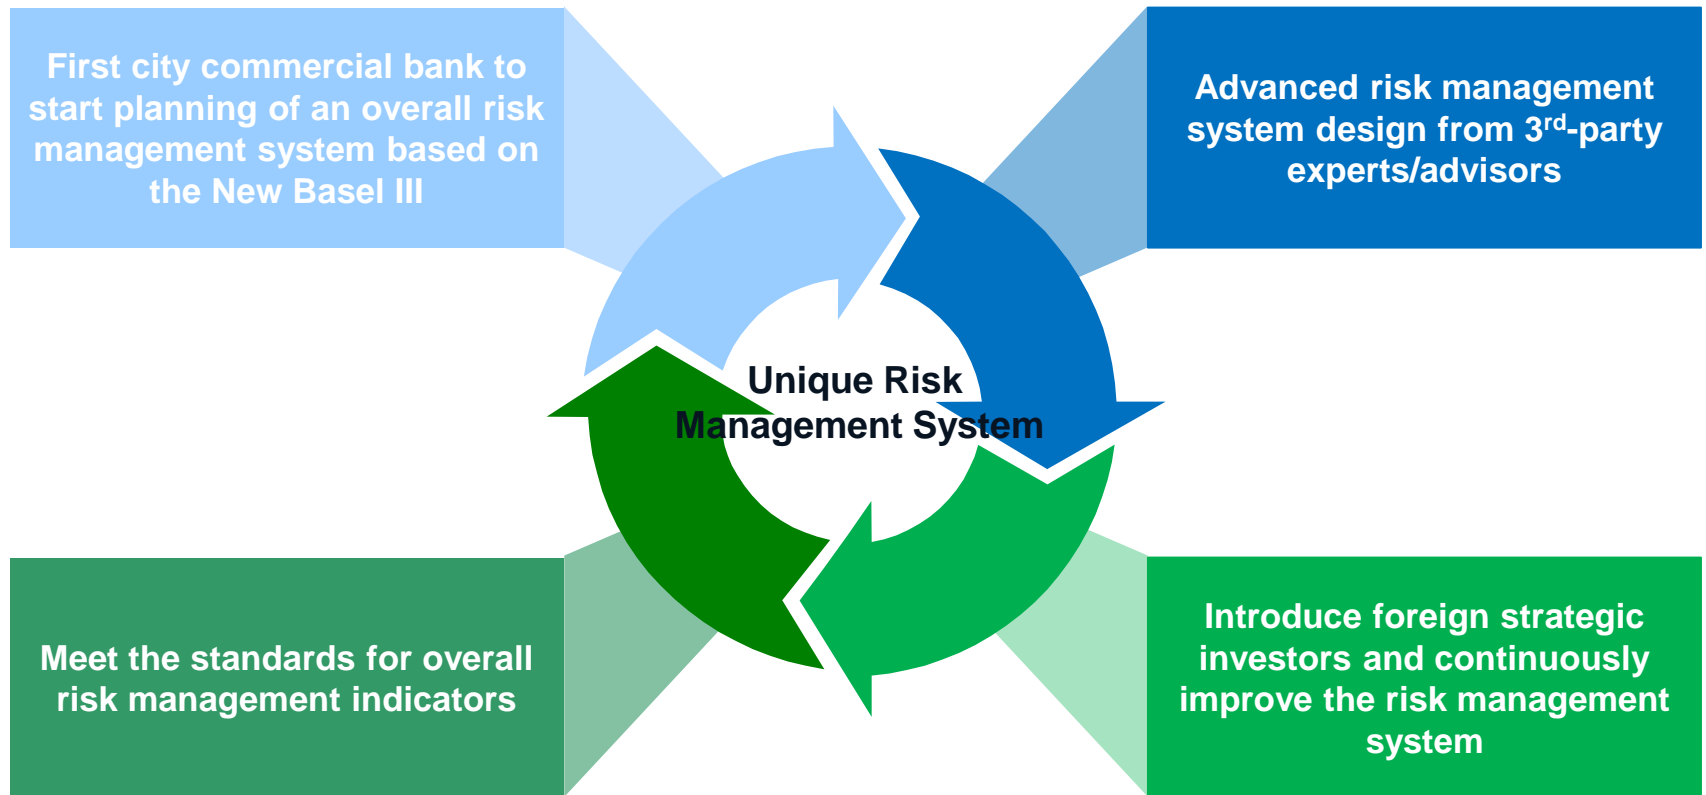 First city commercial bank to
start planning of an overall risk
management system based on
the New Basel III
Advanced risk management
system design from 3rd-party
experts/advisors
Unique Risk
Management System
Meet the standards for overall
risk management indicators
Introduce foreign strategic
investors and continuously
improve the risk management
system